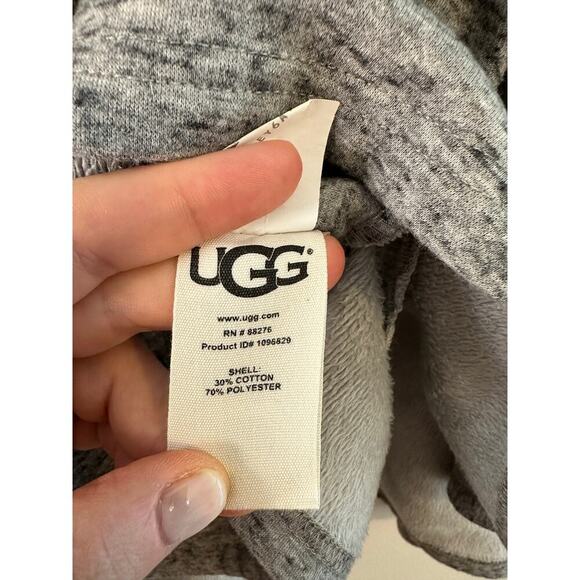 UGG®
www.ugg.com
RN # 88276
Product ID# 1096829
SHELL:
30% COTTON
70% POLYESTER